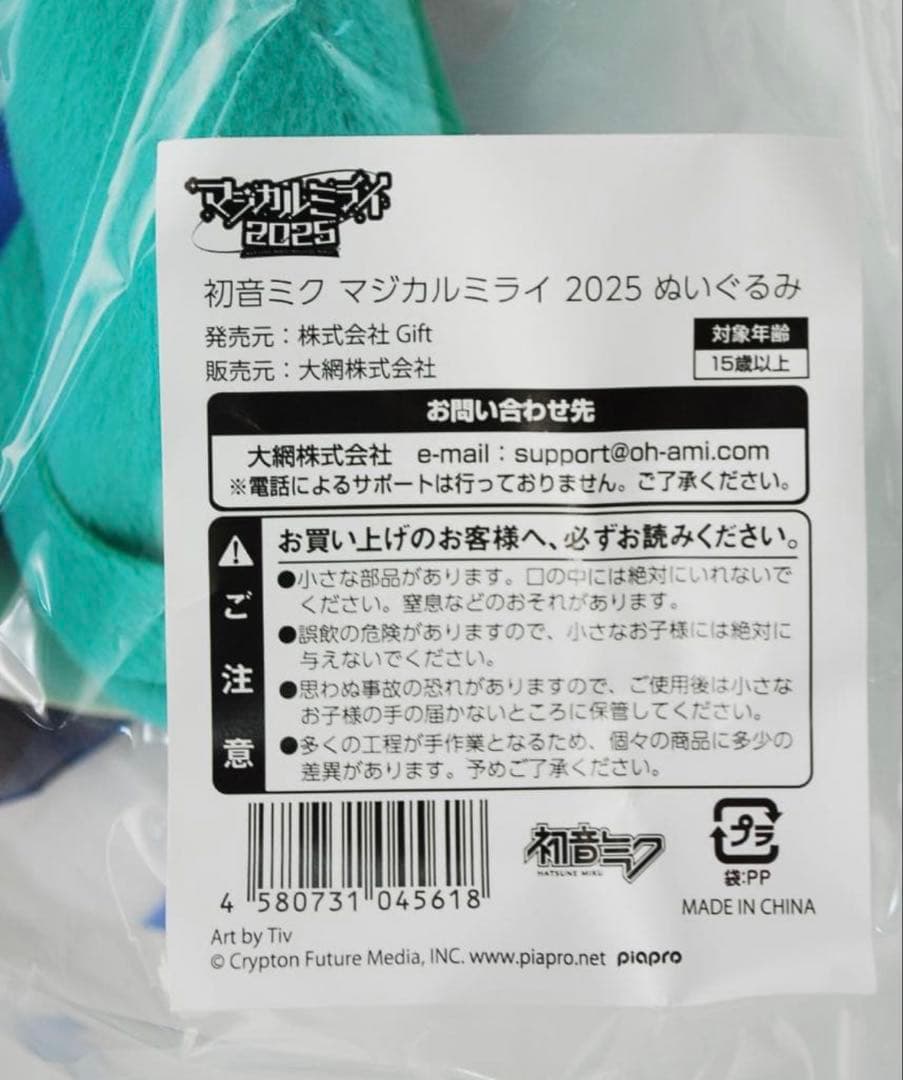 マジカルミライ
2025
初音ミク マジカルミライ 2025 ぬいぐるみ
発売元：株式会社 Gift
販売元：大網株式会社
対象年齢
15歳以上
お問い合わせ先
大網株式会社 e-mail：support@oh-ami.com
※電話によるサポートは行っておりません。ご了承ください。
ご注意
お買い上げのお客様へ、必ずお読みください。
●小さな部品があります。口の中には絶対にいれないで
ください。窒息などのおそれがあります。
●誤飲の危険がありますので、小さなお子様には絶対に
与えないでください。
●思わぬ事故の恐れがありますので、ご使用後は小さな
お子様の手の届かないところに保管してください。
●多くの工程が手作業となるため、個々の商品に多少の
差異があります。予めご了承ください。
4 580731 045618
初音ミク
HATSUNE MIKU
プラ
袋:PP
MADE IN CHINA
Art by Tiv
© Crypton Future Media, INC. www.piapro.net piapro